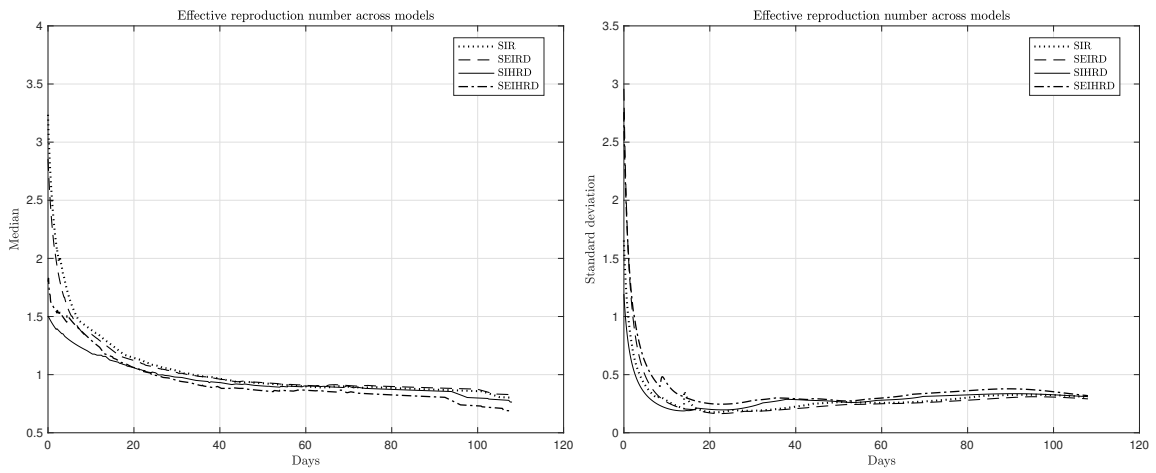 Effective reproduction number across models
4
3.5
3
2.5
2
1.5
1
0.5
Median
0 20 40 60 80 100 120
Days
SIR
SEIRD
SIHRD
SEIHRD
Effective reproduction number across models
3.5
3
2.5
2
1.5
1
0.5
0
Standard deviation
0 20 40 60 80 100 120
Days
SIR
SEIRD
SIHRD
SEIHRD